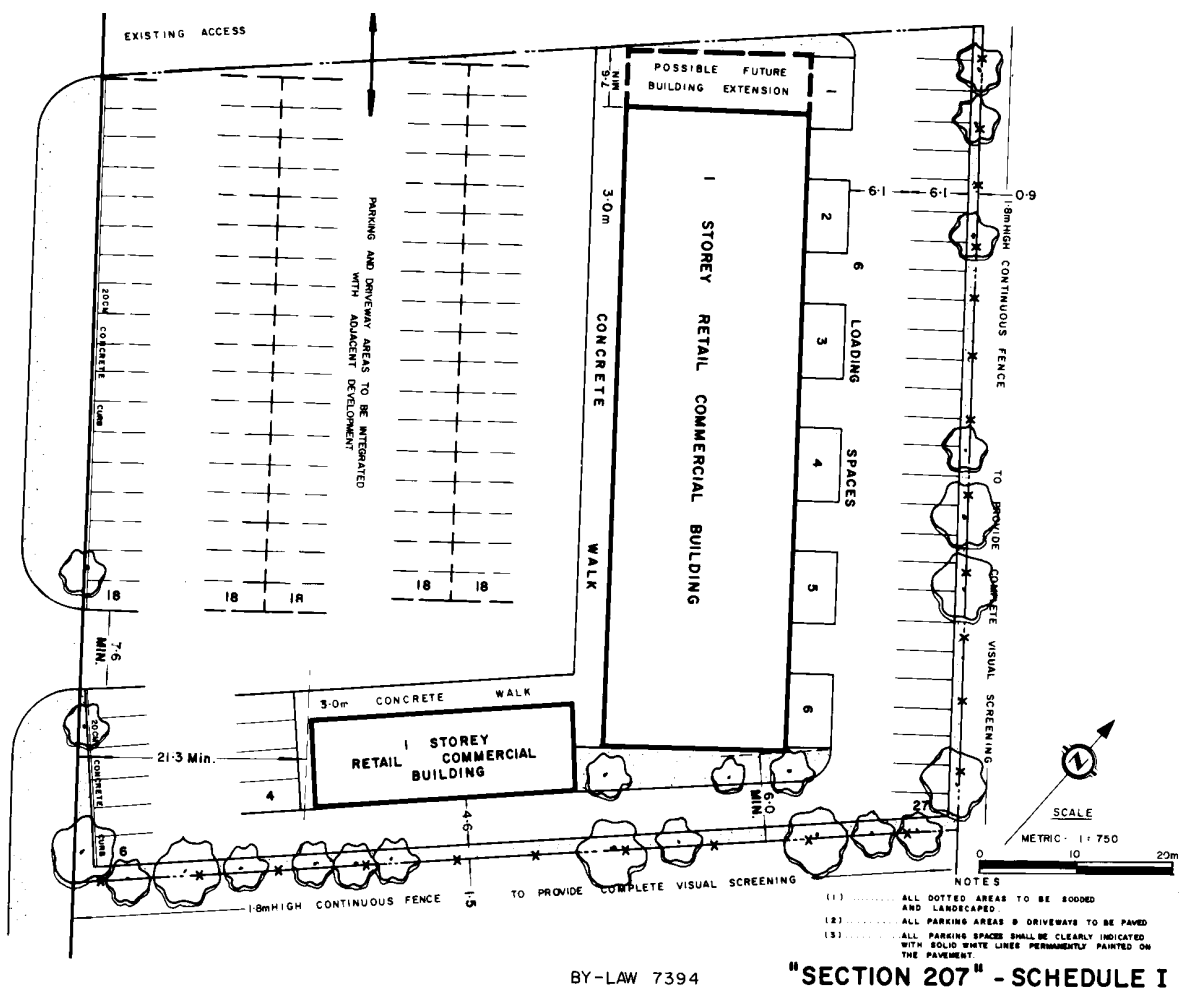 EXISTING ACCESS
POSSIBLE FUTURE
BUILDING EXTENSION
7·6
MIN
1
3·0m CONCRETE WALK
1 STOREY RETAIL COMMERCIAL BUILDING
2
3
4
5
6
6 LOADING SPACES
6·1
6·1
0·9
1·8m HIGH CONTINUOUS FENCE TO PROVIDE COMPLETE VISUAL SCREENING
PARKING AND DRIVEWAY AREAS TO BE INTEGRATED
WITH ADJACENT DEVELOPMENT
20CM CONCRETE CURB
18
18
18
18
18
7·6
MIN.
3·0m CONCRETE WALK
1 STOREY
RETAIL COMMERCIAL
BUILDING
21·3 Min.
20CM CONCRETE CURB
4
6
4·6
1·5
6·0
MIN.
27
1·8m HIGH CONTINUOUS FENCE TO PROVIDE COMPLETE VISUAL SCREENING
N
SCALE
METRIC · 1 : 750
0 10 20m
NOTES
(1) ......... ALL DOTTED AREAS TO BE SODDED
AND LANDSCAPED.
(2) ......... ALL PARKING AREAS & DRIVEWAYS TO BE PAVED
(3) ......... ALL PARKING SPACES SHALL BE CLEARLY INDICATED
WITH SOLID WHITE LINES PERMANENTLY PAINTED ON
THE PAVEMENT.
BY-LAW 7394
"SECTION 207" - SCHEDULE I